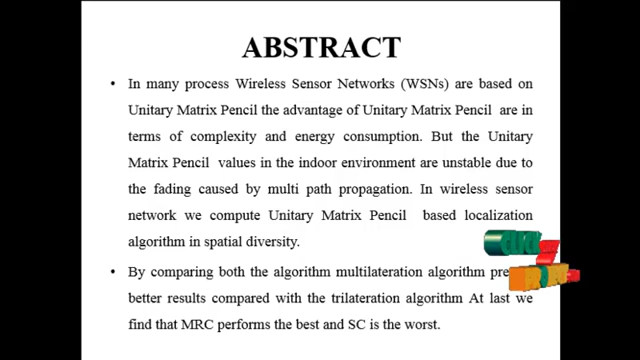 ABSTRACT
• In many process Wireless Sensor Networks (WSNs) are based on
Unitary Matrix Pencil the advantage of Unitary Matrix Pencil are in
terms of complexity and energy consumption. But the Unitary
Matrix Pencil values in the indoor environment are unstable due to
the fading caused by multi path propagation. In wireless sensor
network we compute Unitary Matrix Pencil based localization
algorithm in spatial diversity.
• By comparing both the algorithm multilateration algorithm
better results compared with the trilateration algorithm At last we
find that MRC performs the best and SC is the worst.